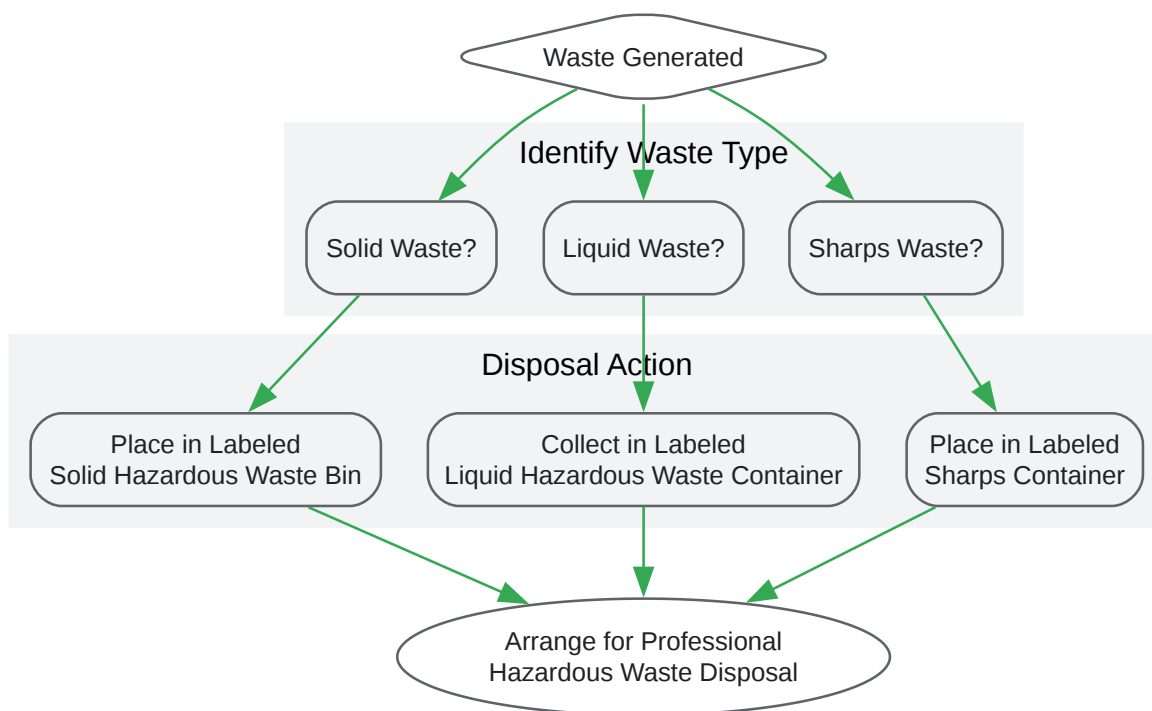 Waste Generated
Identify Waste Type
Solid Waste?
Liquid Waste?
Sharps Waste?
Disposal Action
Place in Labeled
Solid Hazardous Waste Bin
Collect in Labeled
Liquid Hazardous Waste Container
Place in Labeled
Sharps Container
Arrange for Professional
Hazardous Waste Disposal